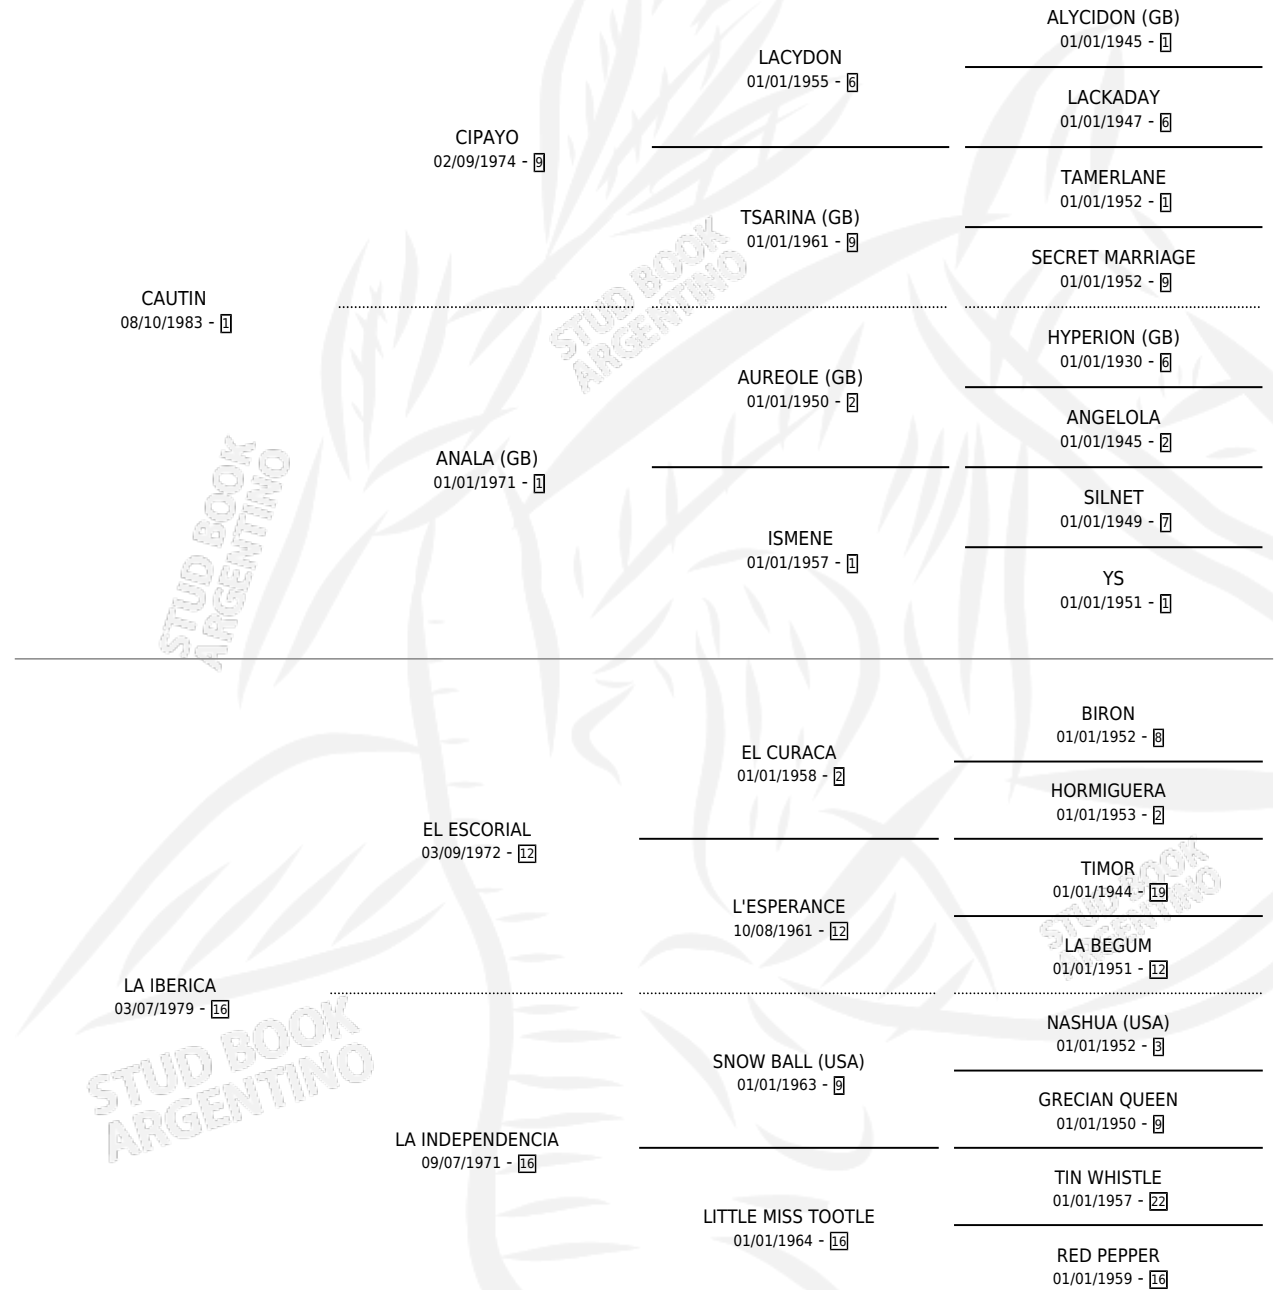 ALYCIDON (GB)
01/01/1945 - 1
LACYDON
01/01/1955 - 6
LACKADAY
01/01/1947 - 6
CIPAYO
02/09/1974 - 9
TAMERLANE
01/01/1952 - 1
TSARINA (GB)
01/01/1961 - 9
SECRET MARRIAGE
01/01/1952 - 9
CAUTIN
08/10/1983 - 1
STUD BOOK
ARGENTINO
HYPERION (GB)
01/01/1930 - 6
AUREOLE (GB)
01/01/1950 - 2
ANGELOLA
01/01/1945 - 2
ANALA (GB)
01/01/1971 - 1
SILNET
01/01/1949 - 7
ISMENE
01/01/1957 - 1
YS
01/01/1951 - 1
STUD BOOK
ARGENTINO
BIRON
01/01/1952 - 8
EL CURACA
01/01/1958 - 2
HORMIGUERA
01/01/1953 - 2
EL ESCORIAL
03/09/1972 - 12
TIMOR
01/01/1944 - 19
L'ESPERANCE
10/08/1961 - 12
STUD BOOK
ARGENTINO
LA BEGUM
01/01/1951 - 12
LA IBERICA
03/07/1979 - 16
NASHUA (USA)
01/01/1952 - 3
SNOW BALL (USA)
01/01/1963 - 9
STUD BOOK
ARGENTINO
GRECIAN QUEEN
01/01/1950 - 9
LA INDEPENDENCIA
09/07/1971 - 16
TIN WHISTLE
01/01/1957 - 22
LITTLE MISS TOOTLE
01/01/1964 - 16
RED PEPPER
01/01/1959 - 16